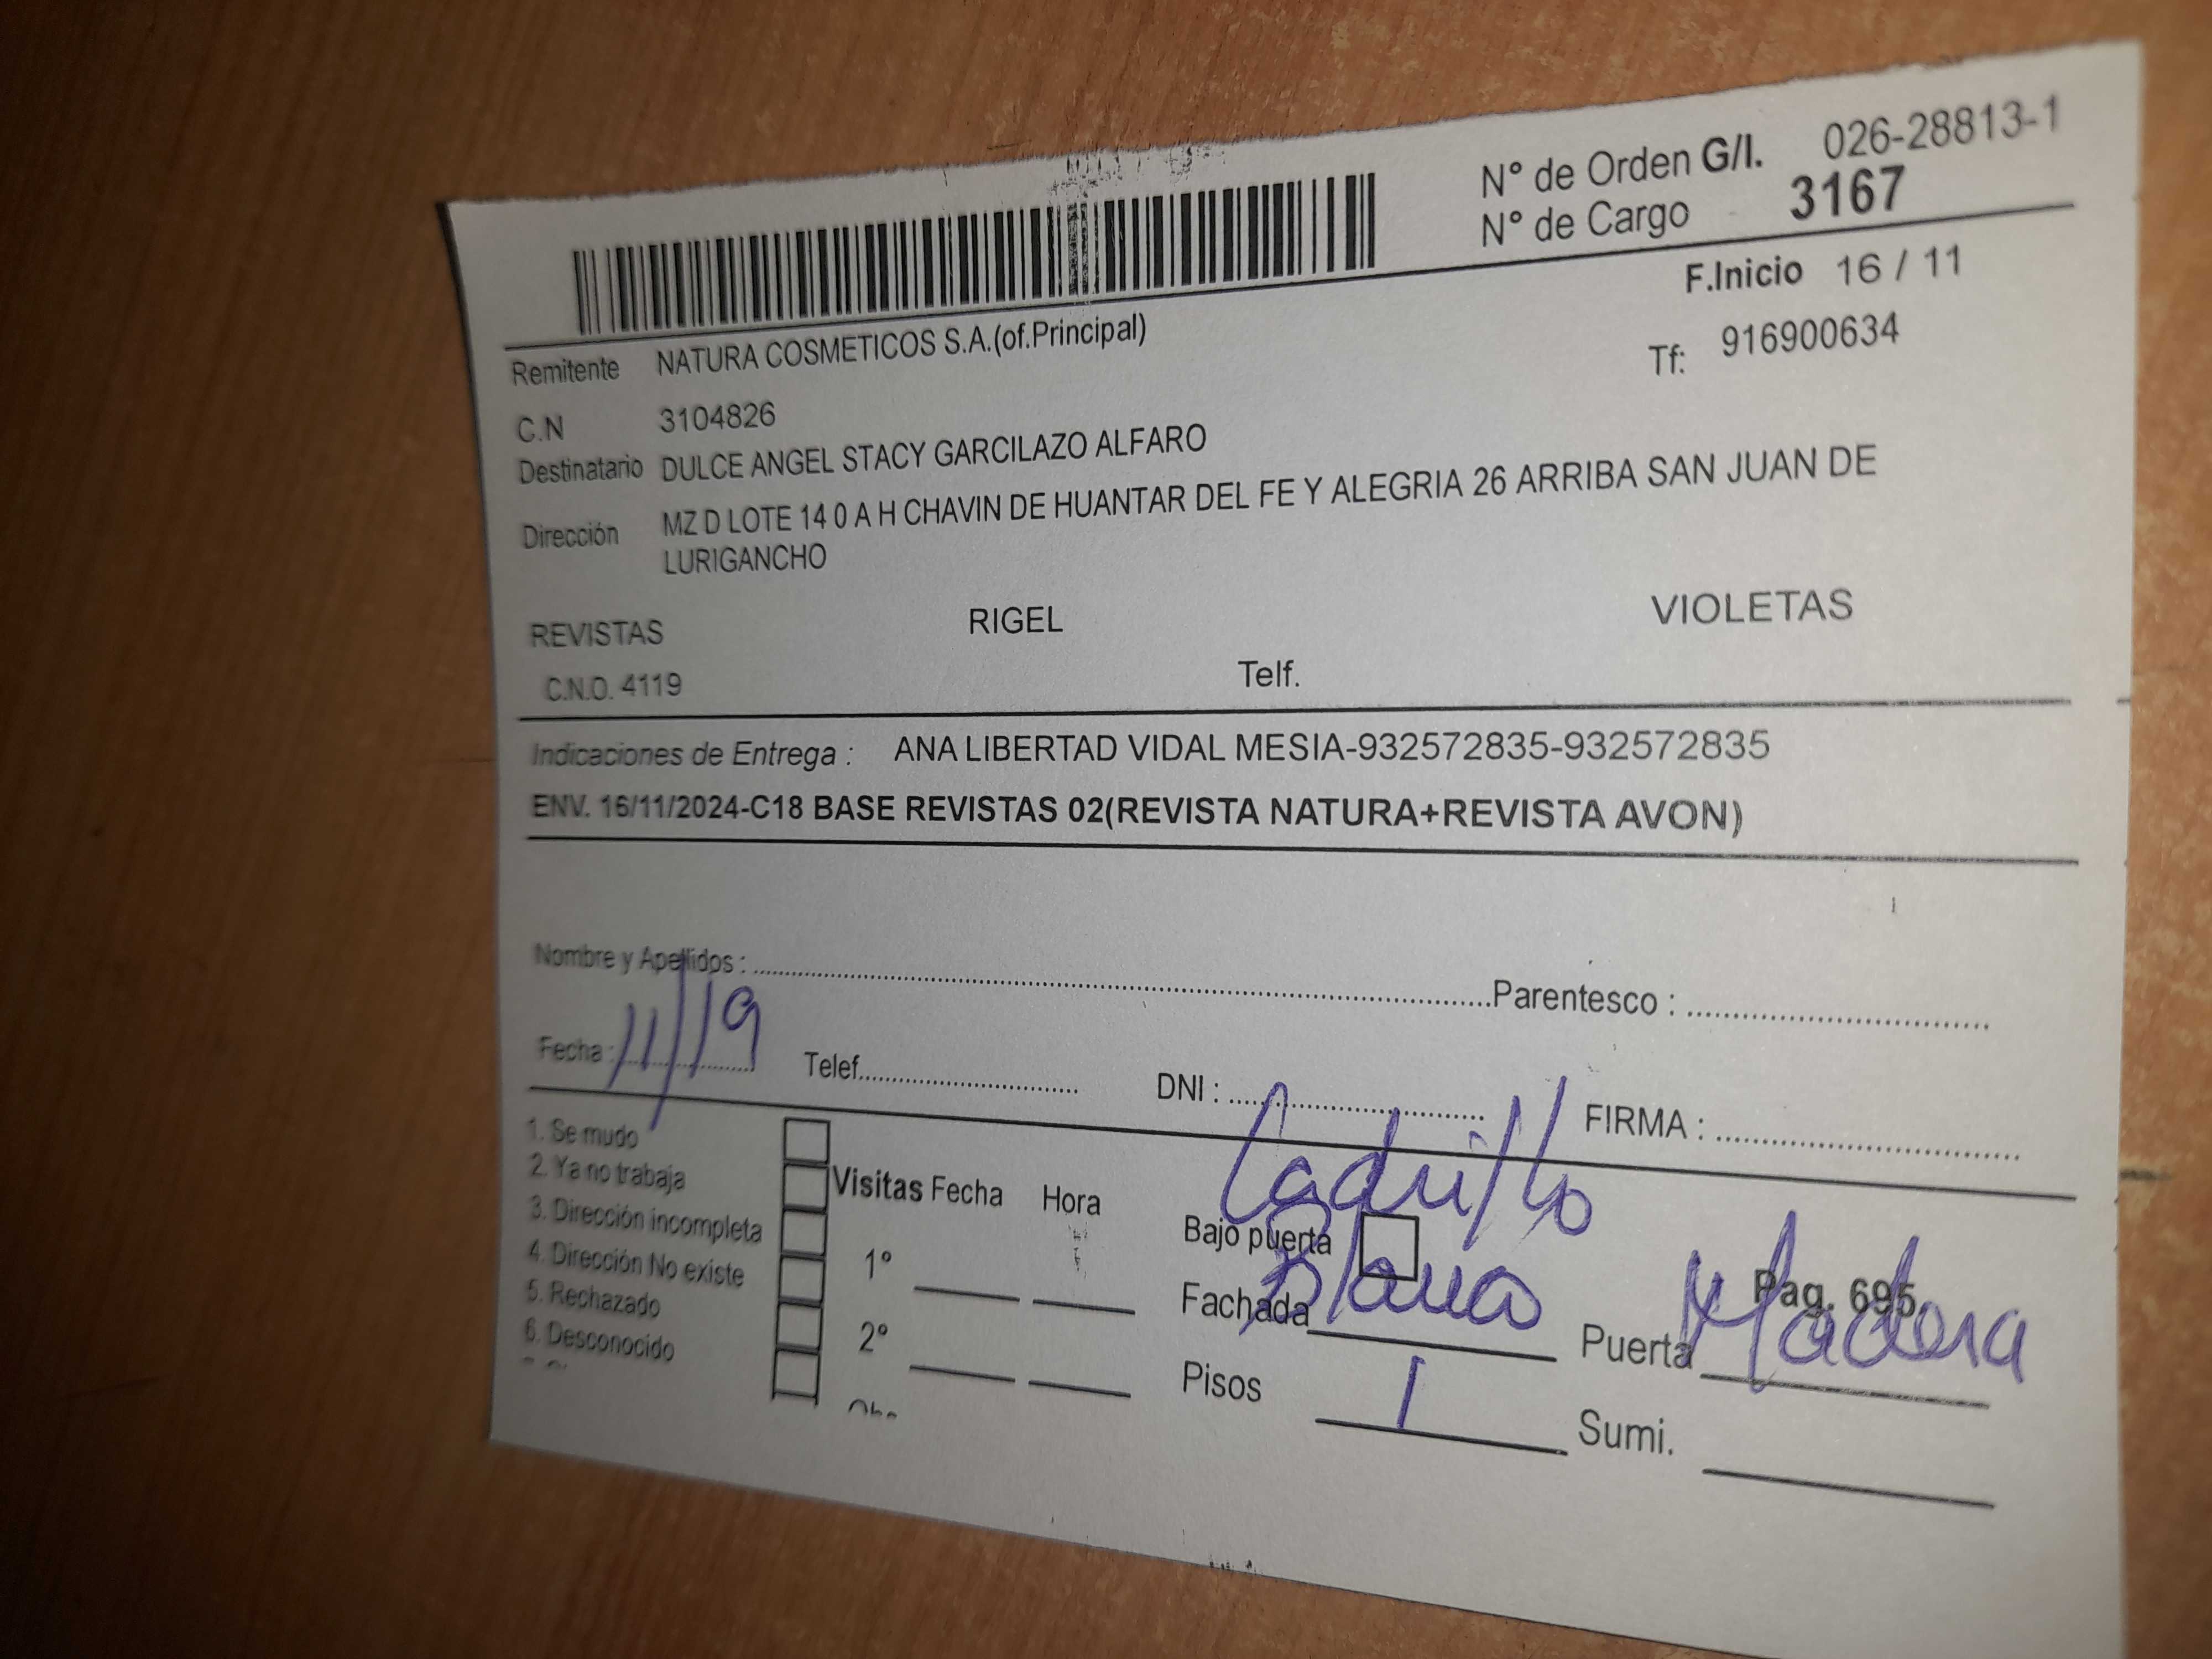 N° de Orden G/I. 026-28813-1
N° de Cargo 3167
F.Inicio 16 / 11
Remitente NATURA COSMETICOS S.A.(of.Principal)
Tf: 916900634
C.N 3104826
Destinatario DULCE ANGEL STACY GARCILAZO ALFARO
Dirección MZ D LOTE 14 0 A H CHAVIN DE HUANTAR DEL FE Y ALEGRIA 26 ARRIBA SAN JUAN DE
LURIGANCHO
REVISTAS RIGEL VIOLETAS
C.N.O. 4119 Telf.
Indicaciones de Entrega : ANA LIBERTAD VIDAL MESIA-932572835-932572835
ENV. 16/11/2024-C18 BASE REVISTAS 02(REVISTA NATURA+REVISTA AVON)
Nombre y Apellidos : Parentesco :
Fecha : 11/19 Telef. DNI : FIRMA :
1. Se mudo
2. Ya no trabaja
3. Dirección incompleta
4. Dirección No existe
5. Rechazado
6. Desconocido
Visitas Fecha Hora
1°
2°
Ladrillo
Bajo puerta
Pag. 695
Fachada Blanco Puerta Madera
Pisos 1 Sumi.